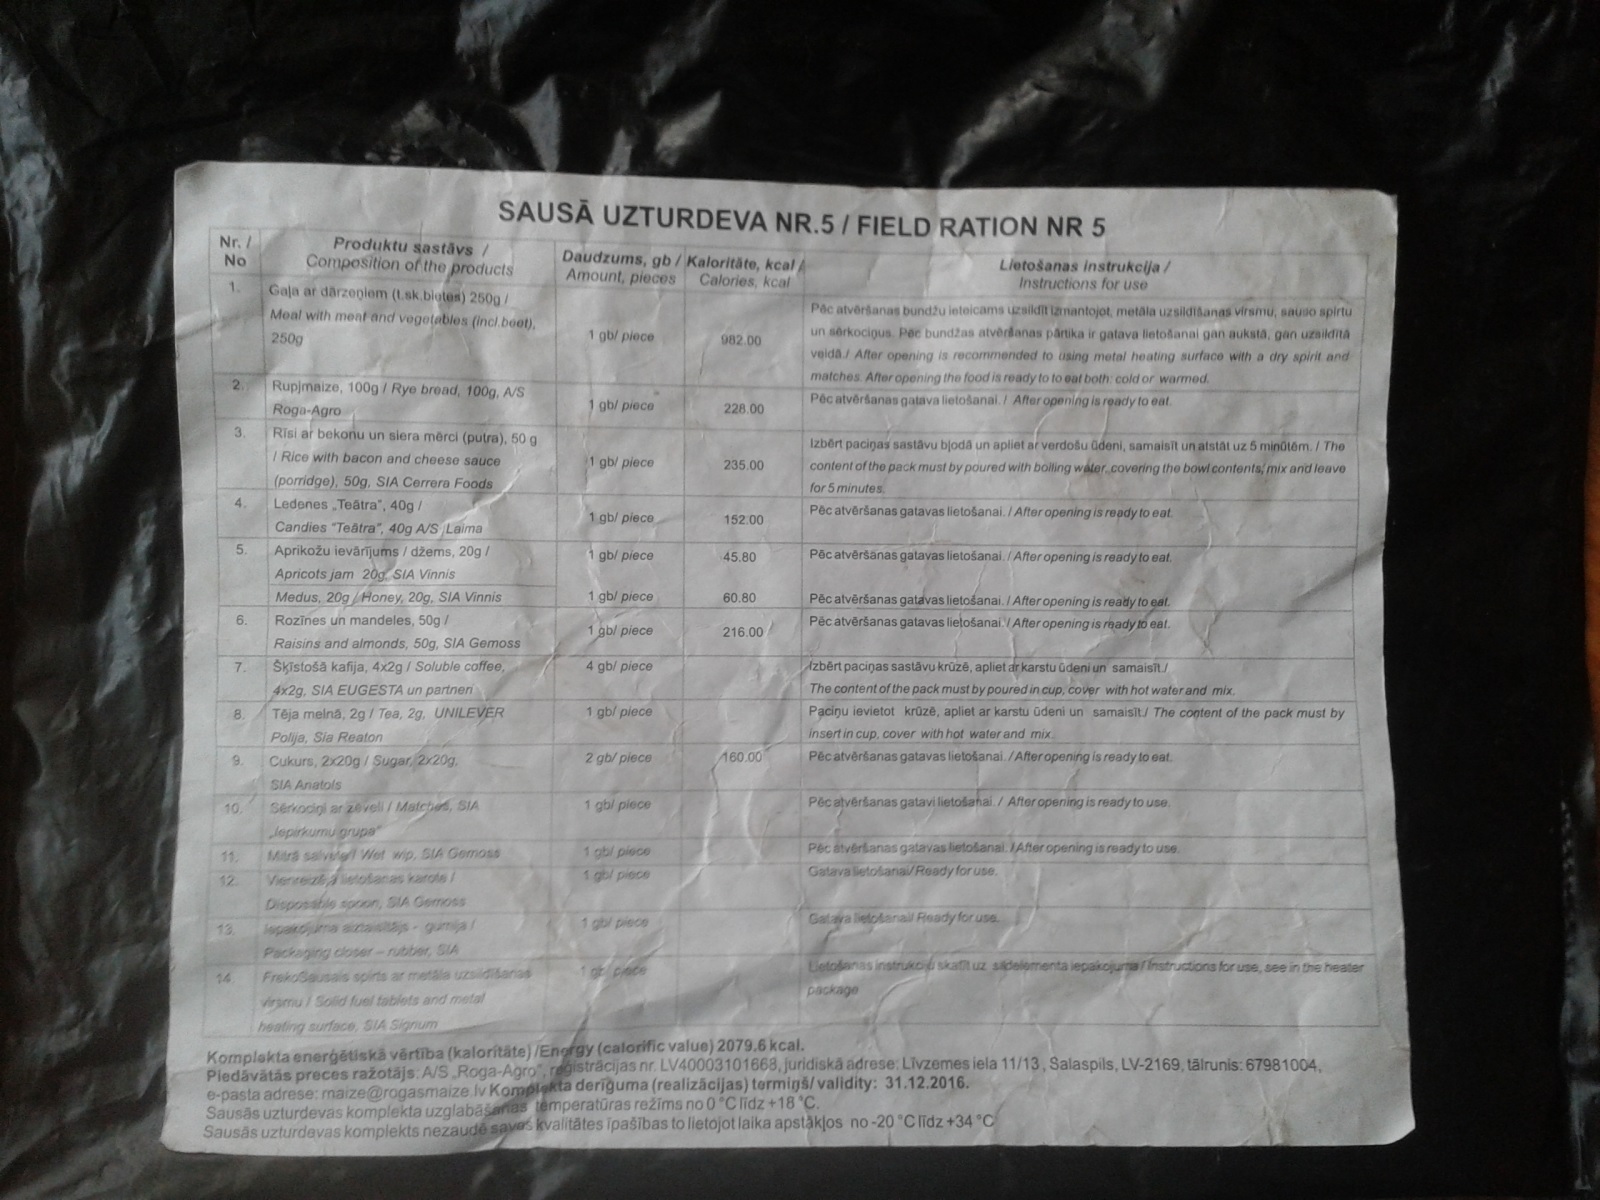 SAUSĀ UZTURDEVA NR.5 / FIELD RATION NR 5
Nr. / No
Produktu sastāvs /
Composition of the products
Daudzums, gb /
Amount, pieces
Kaloritāte, kcal /
Calories, kcal
Lietošanas instrukcija /
Instructions for use
1.
Gaļa ar dārzeņiem (t.sk.bietes) 250g /
Meal with meat and vegetables (incl.beet),
250g
1 gb/ piece
982.00
Pēc atvēršanas bundžu ieteicams uzsildīt izmantojot, metāla uzsildīšanas virsmu, sauso spirtu
un sērkociņus. Pēc bundžas atvēršanas pārtika ir gatava lietošanai gan aukstā, gan uzsildītā
veidā./ After opening is recommended to using metal heating surface with a dry spirit and
matches. After opening the food is ready to to eat both: cold or warmed.
2.
Rupjmaize, 100g / Rye bread, 100g, A/S
Roga-Agro
1 gb/ piece
228.00
Pēc atvēršanas gatava lietošanai. / After opening is ready to eat.
3.
Rīsi ar bekonu un siera mērci (putra), 50 g
/ Rice with bacon and cheese sauce
(porridge), 50g, SIA Cerrera Foods
1 gb/ piece
235.00
Izbērt paciņas sastāvu bļodā un apliet ar verdošu ūdeni, samaisīt un atstāt uz 5 minūtēm. / The
content of the pack must by poured with boiling water, covering the bowl contents, mix and leave
for 5 minutes.
4.
Ledenes „Teātra", 40g /
Candies "Teātra", 40g A/S Laima
1 gb/ piece
152.00
Pēc atvēršanas gatavas lietošanai. / After opening is ready to eat.
5.
Aprikožu ievārījums / džems, 20g /
Apricots jam 20g, SIA Vinnis
1 gb/ piece
45.80
Pēc atvēršanas gatavas lietošanai. / After opening is ready to eat.
Medus, 20g / Honey, 20g, SIA Vinnis
1 gb/ piece
60.80
Pēc atvēršanas gatavas lietošanai. / After opening is ready to eat.
6.
Rozīnes un mandeles, 50g /
Raisins and almonds, 50g, SIA Gemoss
1 gb/ piece
216.00
Pēc atvēršanas gatavas lietošanai. / After opening is ready to eat.
7.
Šķīstošā kafija, 4x2g / Soluble coffee,
4x2g, SIA EUGESTA un partneri
4 gb/ piece
Izbērt paciņas sastāvu krūzē, apliet ar karstu ūdeni un samaisīt./
The content of the pack must by poured in cup, cover with hot water and mix.
8.
Tēja melnā, 2g / Tea, 2g, UNILEVER
Polija, Sia Reaton
1 gb/ piece
Paciņu ievietot krūzē, apliet ar karstu ūdeni un samaisīt./ The content of the pack must by
insert in cup, cover with hot water and mix.
9.
Cukurs, 2x20g / Sugar, 2x20g,
SIA Anatols
2 gb/ piece
160.00
Pēc atvēršanas gatavas lietošanai. / After opening is ready to eat.
10.
Sērkociņi ar zēveli / Matches, SIA
„Iepirkumu grupa"
1 gb/ piece
Pēc atvēršanas gatavi lietošanai. / After opening is ready to use.
11.
Mitrā salvete/ Wet wip, SIA Gemoss
1 gb/ piece
Pēc atvēršanas gatavas lietošanai. / After opening is ready to use.
12.
Vienreizējā lietošanas karote /
Disposable spoon, SIA Gemoss
1 gb/ piece
Gatava lietošanai/ Ready for use.
13.
Iepakojuma aiztaisītājs - gumija /
Packaging closer – rubber, SIA
1 gb/ piece
Gatava lietošanai/ Ready for use.
14.
spirts ar metāla uzsildīšanas
virsmu / Solid fuel tablets and metal
heating surface, SIA Signum
1 gb/ piece
Lietošanas instrukciju skatīt uz sildelementa iepakojuma / Instructions for use, see in the heater
package
Komplekta enerģētiskā vērtība (kaloritāte) /Energy (calorific value) 2079.6 kcal.
Piedāvātās preces ražotājs: A/S „Roga-Agro", reģistrācijas nr. LV40003101668, juridiskā adrese: Līvzemes iela 11/13, Salaspils, LV-2169, tālrunis: 67981004,
e-pasta adrese: maize@rogasmaize.lv Komplekta derīguma (realizācijas) termiņš/ validity: 31.12.2016.
Sausās uzturdevas komplekta uzglabāšanas temperatūras režīms no 0 °C līdz +18 °C.
Sausās uzturdevas komplekts nezaudē savas kvalitātes īpašības to lietojot laika apstākļos no -20 °C līdz +34 °C